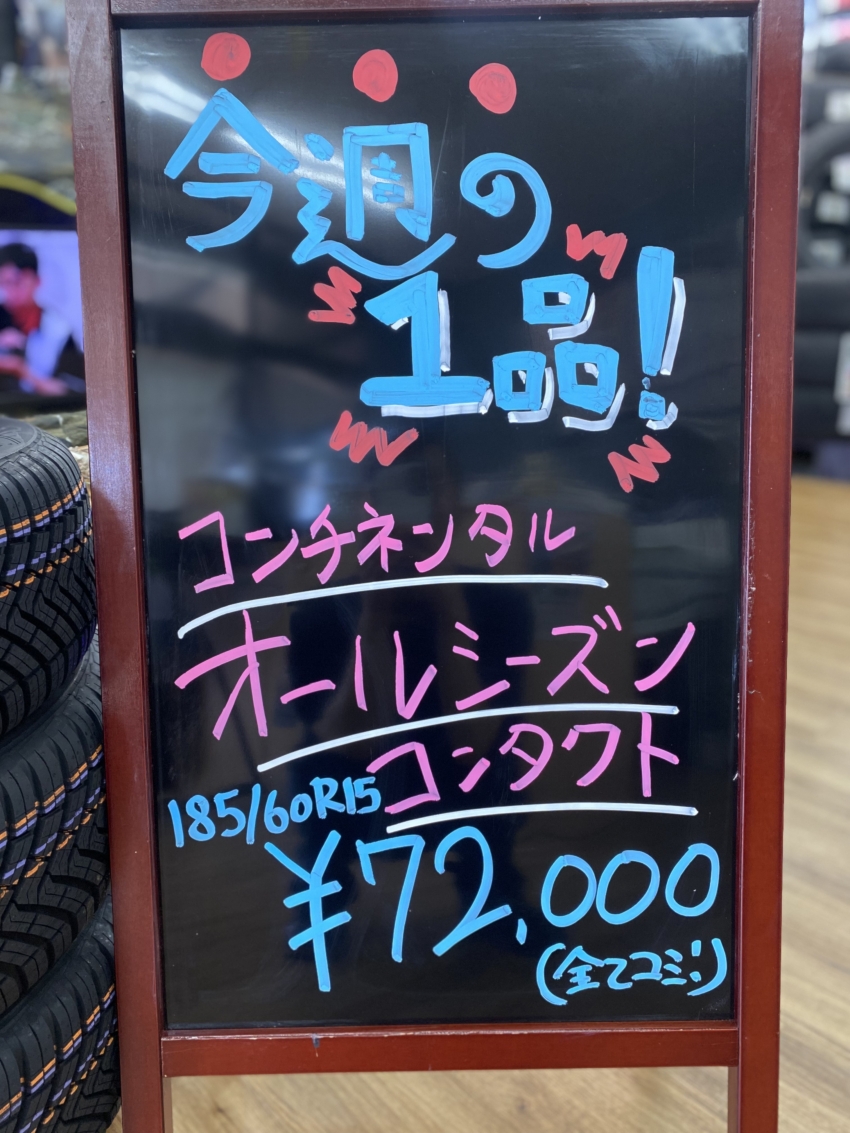 今週の
1品!
コンチネンタル
オールシーズン
コンタクト
185/60R15
¥72,000
(全てコミ!!)